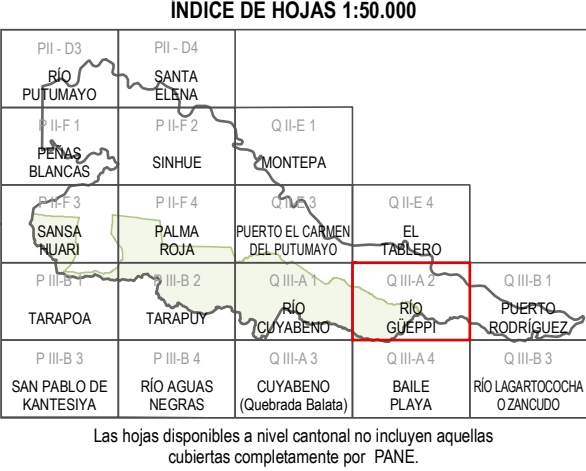 ÍNDICE DE HOJAS 1:50.000
PII - D3
PII - D4
RÍO
PUTUMAYO
SANTA
ELENA
P II-F 1
P II-F 2
Q II-E 1
PEÑAS
BLANCAS
SINHUE
MONTEPA
P II-F 3
P II-F 4
Q II-E 3
Q II-E 4
SANSA
HUARI
PALMA
ROJA
PUERTO EL CARMEN
DEL PUTUMAYO
EL
TABLERO
P III-B 1
P III-B 2
Q III-A 1
Q III-A 2
Q III-B 1
TARAPOA
TARAPUY
RÍO
CUYABENO
RÍO
GÜEPPI
PUERTO
RODRÍGUEZ
P III-B 3
P III-B 4
Q III-A 3
Q III-A 4
Q III-B 3
SAN PABLO DE
KANTESIYA
RÍO AGUAS
NEGRAS
CUYABENO
(Quebrada Balata)
BAILE
PLAYA
RÍO LAGARTOCOCHA
O ZANCUDO
Las hojas disponibles a nivel cantonal no incluyen aquellas
cubiertas completamente por PANE.